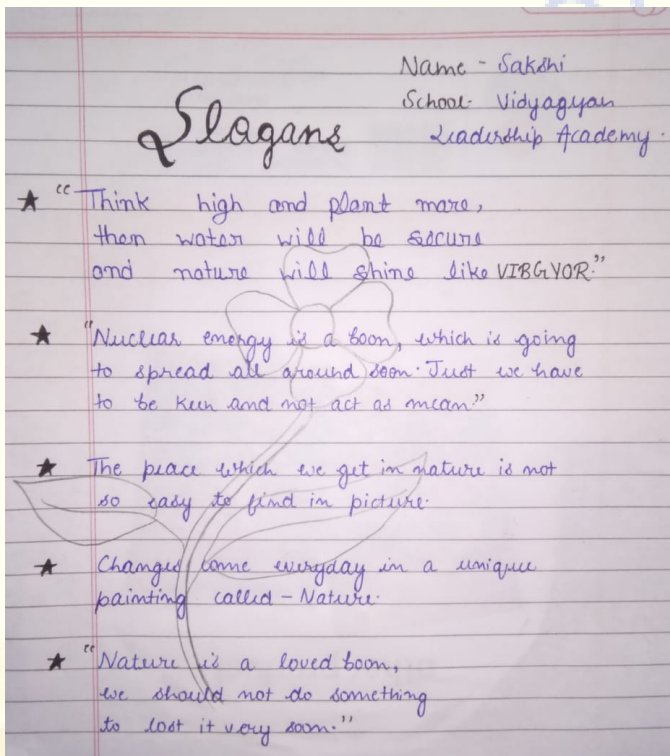 Name - Sakshi
School- Vidyagyan
Leadership Academy.
Slogans
★ "Think high and plant more,
then water will be secure
and nature will shine like VIBGYOR."
★ "Nuclear energy is a boon, which is going
to spread all around soon. Just we have
to be keen and not act as mean."
★ The peace which we get in nature is not
so easy to find in picture.
★ Changes come everyday in a unique
painting called - Nature.
★ "Nature is a loved boon,
we should not do something
to lost it very soon."